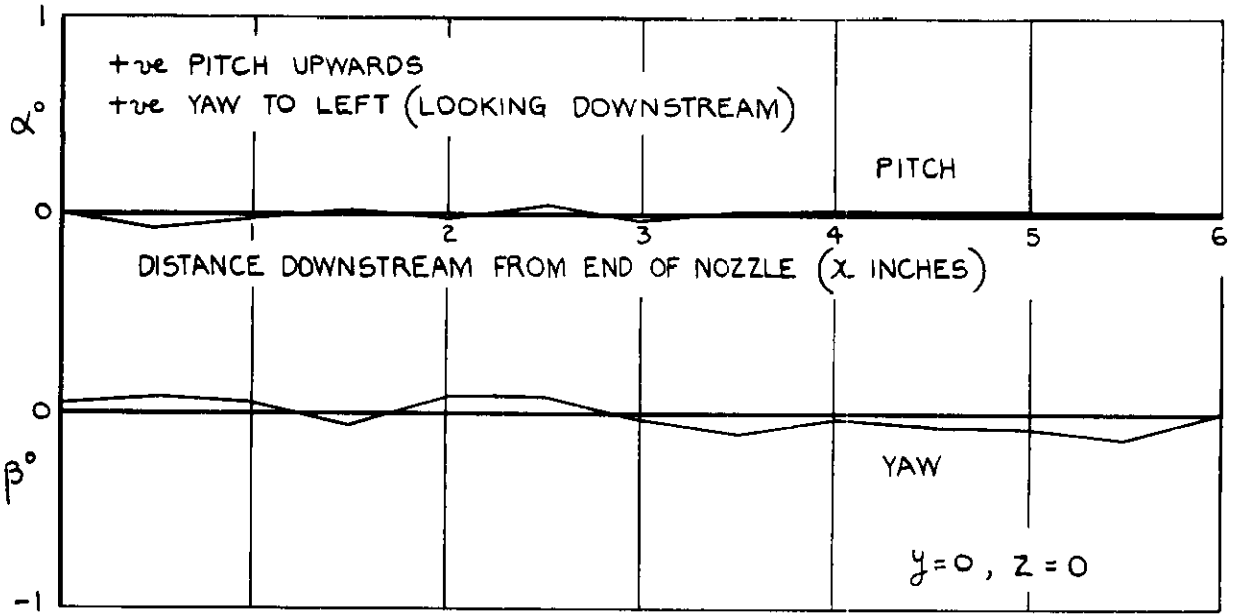 1
+ve PITCH UPWARDS
+ve YAW TO LEFT (LOOKING DOWNSTREAM)
α°
PITCH
0
1 2 3 4 5 6
DISTANCE DOWNSTREAM FROM END OF NOZZLE (x INCHES)
0
β°
YAW
y=0, z=0
-1